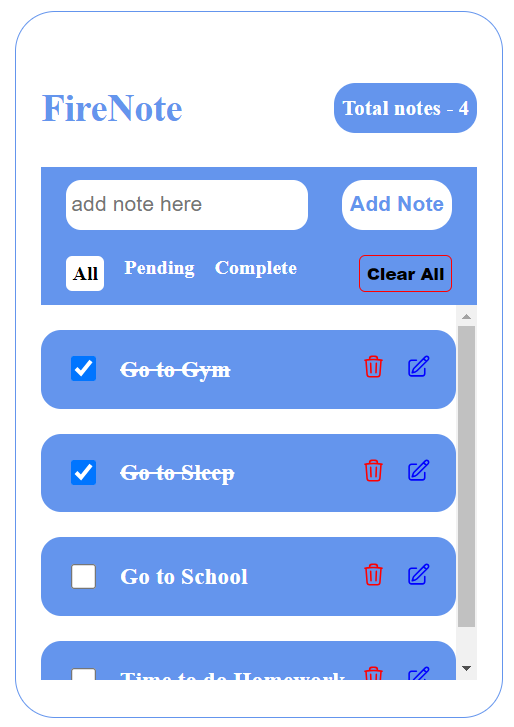 FireNote
Total notes - 4
add note here
Add Note
All
Pending
Complete
Clear All
Go to Gym
Go to Sleep
Go to School
Time to do Homework